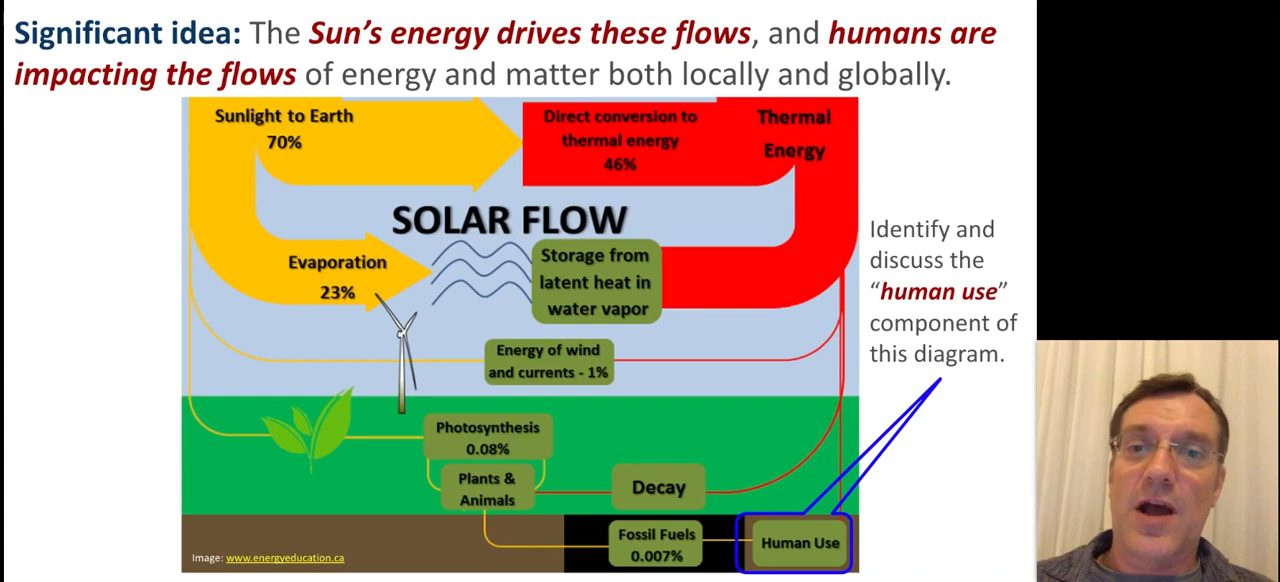 Significant idea: The Sun's energy drives these flows, and humans are
impacting the flows of energy and matter both locally and globally.
Sunlight to Earth
70%
Direct conversion to
thermal energy
46%
Thermal
Energy
SOLAR FLOW
Evaporation
23%
Storage from
latent heat in
water vapor
Identify and
discuss the
“human use”
component of
this diagram.
Energy of wind
and currents - 1%
Photosynthesis
0.08%
Plants &
Animals
Decay
Fossil Fuels
0.007%
Human Use
Image: www.energyeducation.ca